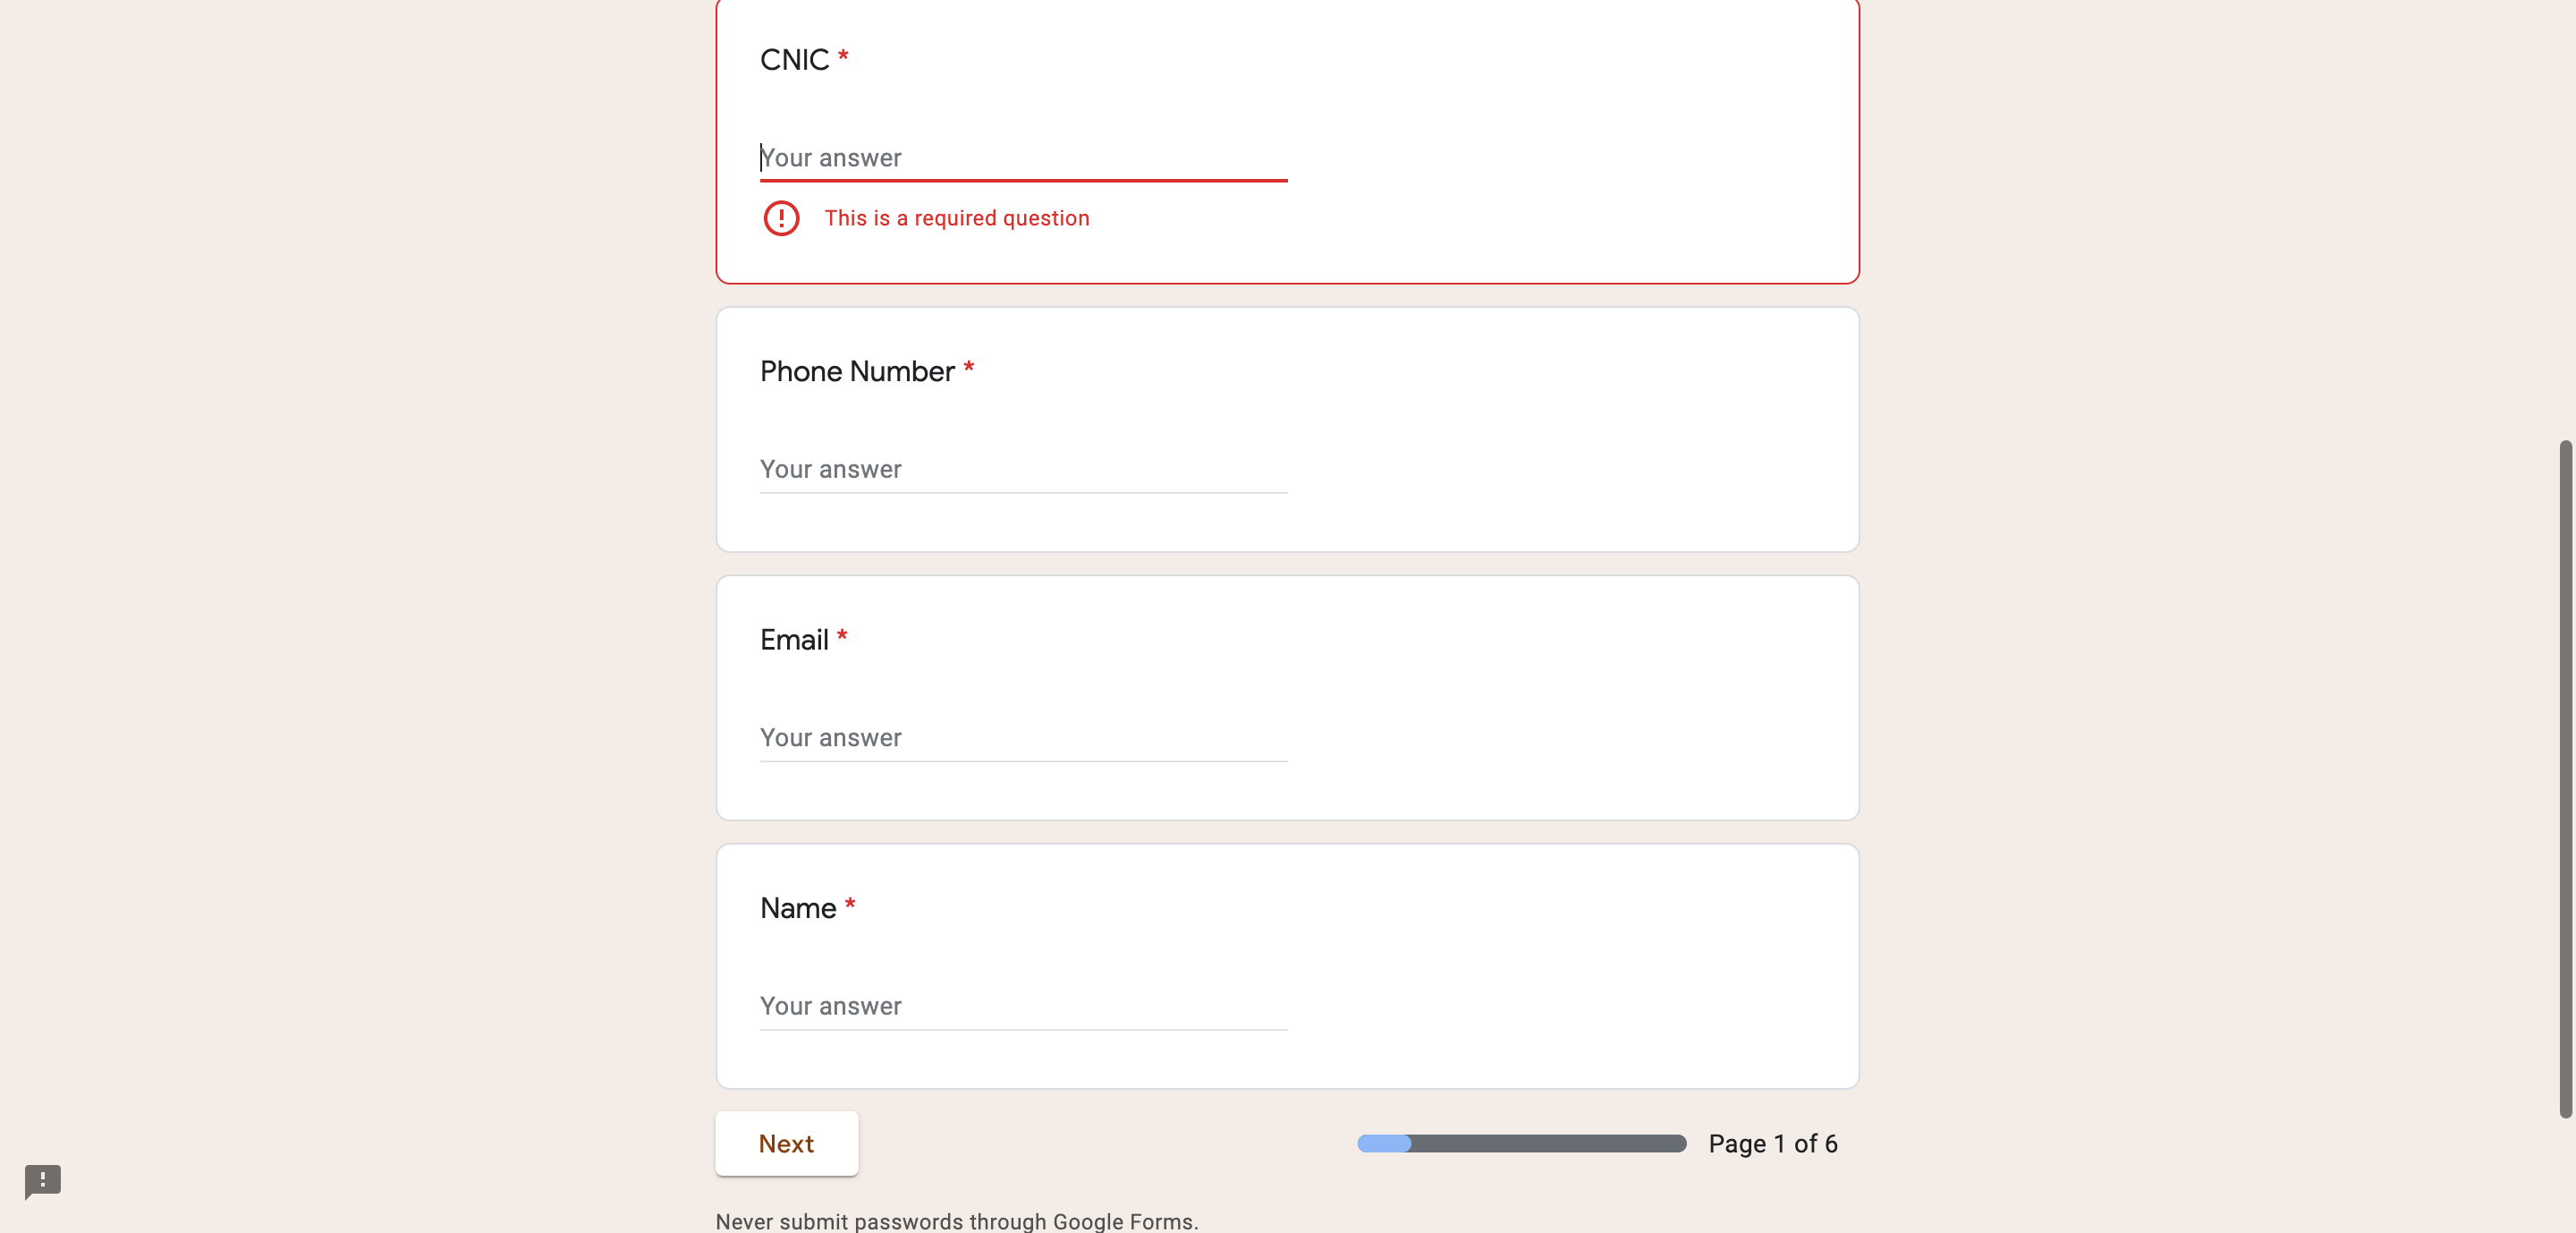 CNIC *
Your answer
This is a required question
Phone Number *
Your answer
Email *
Your answer
Name *
Your answer
Next
Page 1 of 6
Never submit passwords through Google Forms.